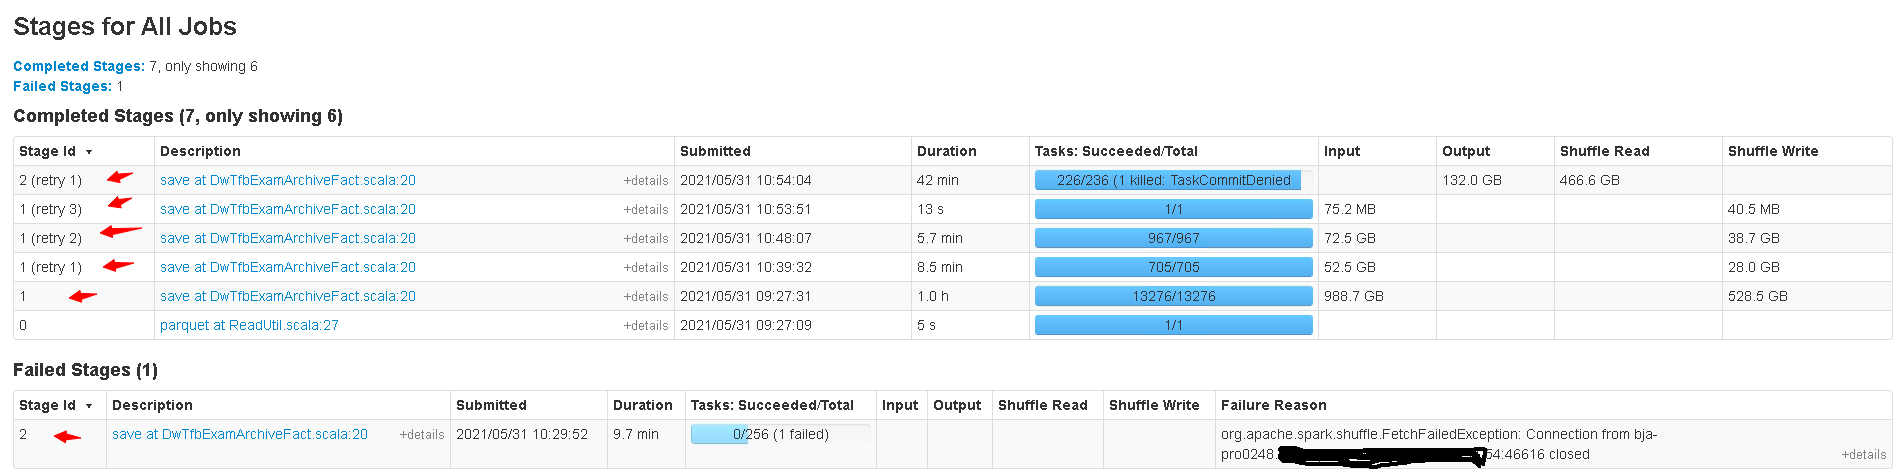 Stages for All Jobs
Completed Stages: 7, only showing 6
Failed Stages: 1
Completed Stages (7, only showing 6)
Stage Id Description Submitted Duration Tasks: Succeeded/Total Input Output Shuffle Read Shuffle Write
2 (retry 1) save at DwTfbExamArchiveFact.scala:20 +details 2021/05/31 10:54:04 42 min 226/236 (1 killed: TaskCommitDenied 132.0 GB 466.6 GB
1 (retry 3) save at DwTfbExamArchiveFact.scala:20 +details 2021/05/31 10:53:51 13 s 1/1 75.2 MB 40.5 MB
1 (retry 2) save at DwTfbExamArchiveFact.scala:20 +details 2021/05/31 10:48:07 5.7 min 967/967 72.5 GB 38.7 GB
1 (retry 1) save at DwTfbExamArchiveFact.scala:20 +details 2021/05/31 10:39:32 8.5 min 705/705 52.5 GB 28.0 GB
1 save at DwTfbExamArchiveFact.scala:20 +details 2021/05/31 09:27:31 1.0 h 13276/13276 988.7 GB 528.5 GB
0 parquet at ReadUtil.scala:27 +details 2021/05/31 09:27:09 5 s 1/1
Failed Stages (1)
Stage Id Description Submitted Duration Tasks: Succeeded/Total Input Output Shuffle Read Shuffle Write Failure Reason
2 save at DwTfbExamArchiveFact.scala:20 +details 2021/05/31 10:29:52 9.7 min 0/256 (1 failed) org.apache.spark.shuffle.FetchFailedException: Connection from bja-
pro0248. 54:46616 closed +details